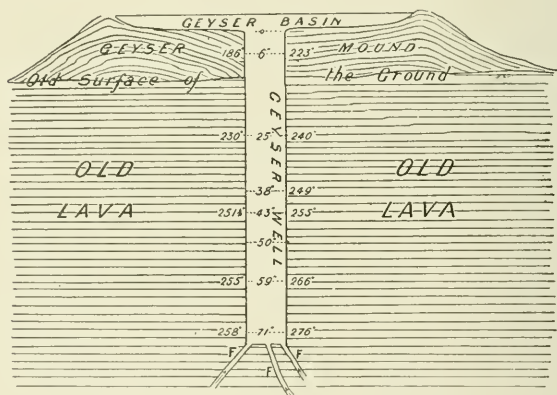 GEYSER BASIN
0
GEYSER 186° 6" 223° MOUND
Old Surface of the Ground
GEYSER WELL
230° 25 240°
OLD OLD
38" 249°
LAVA 251½° 43" 255° LAVA
50
255° 59" 266°
258° 71" 276°
F F
F